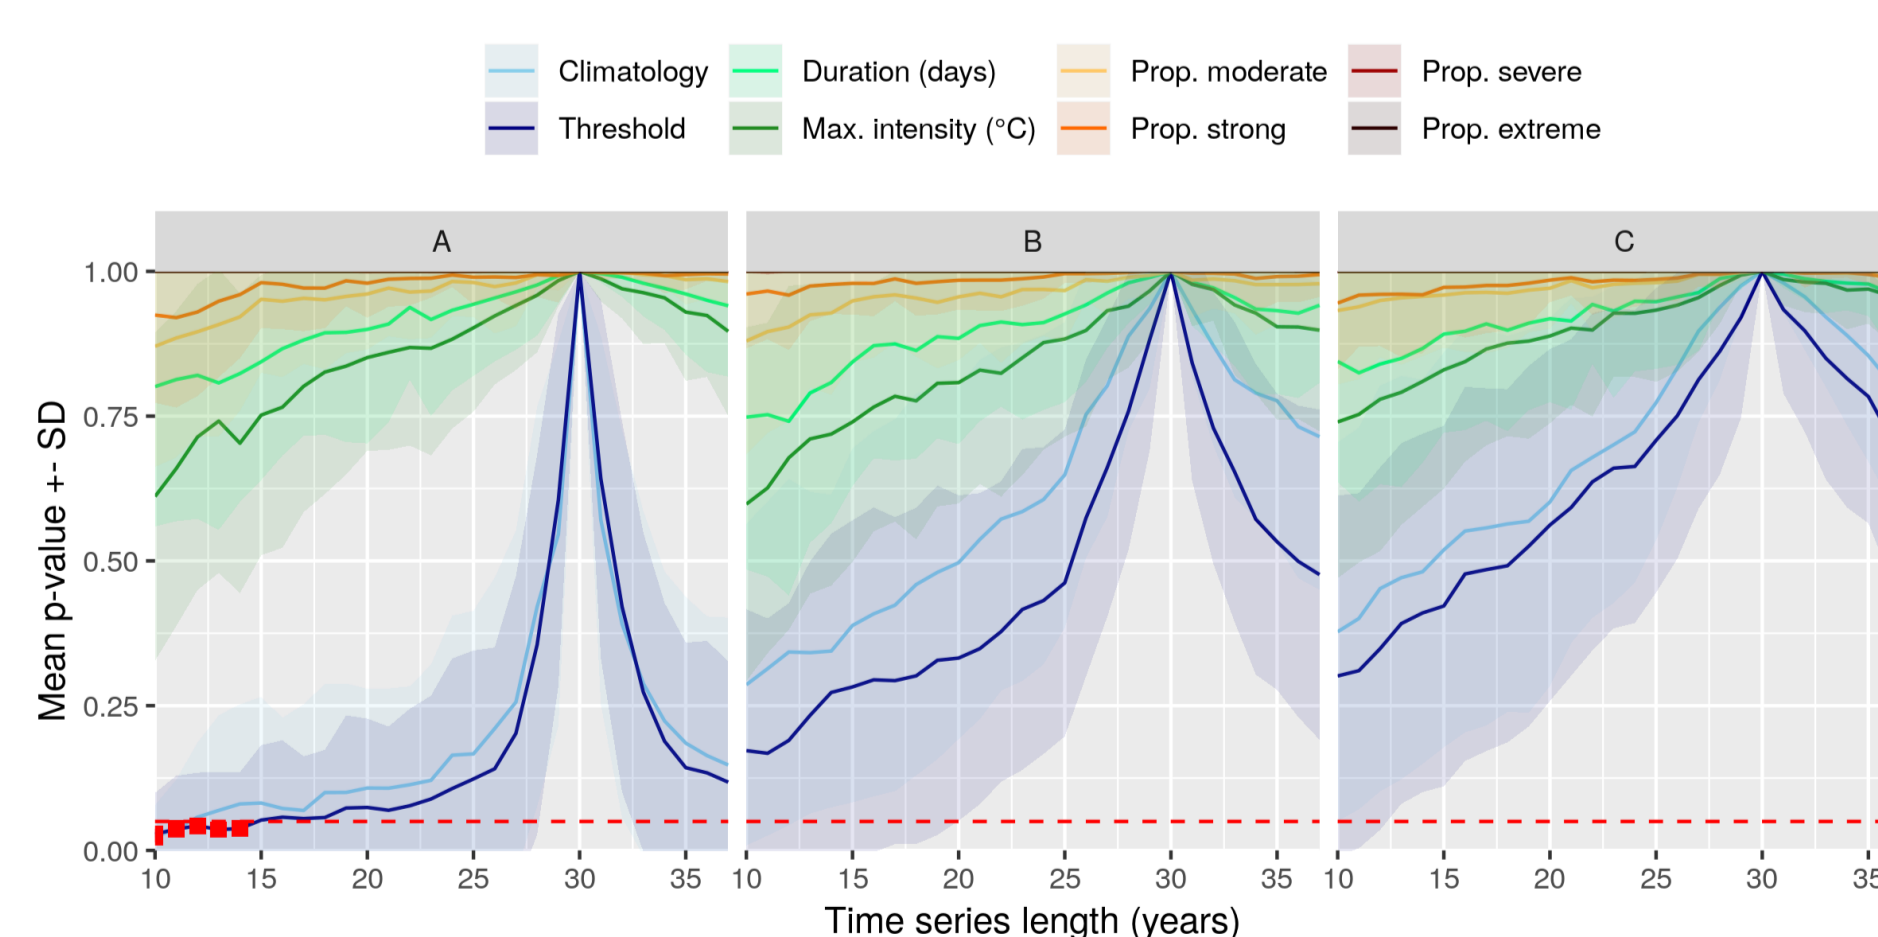 Climatology Duration (days) Prop. moderate Prop. severe
Threshold Max. intensity (°C) Prop. strong Prop. extreme
A B C
Mean p-value +- SD
1.00
0.75
0.50
0.25
0.00
10 15 20 25 30 35 10 15 20 25 30 35 10 15 20 25 30 35
Time series length (years)